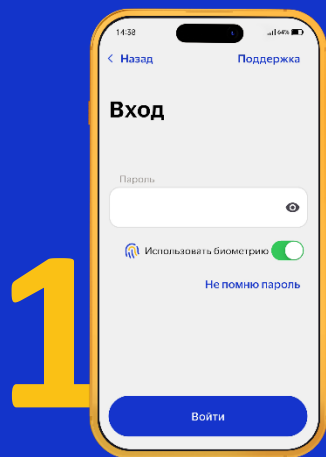 14:38
64%
< Назад
Поддержка
Вход
Пароль
Использовать биометрию
Не помню пароль
1
Войти